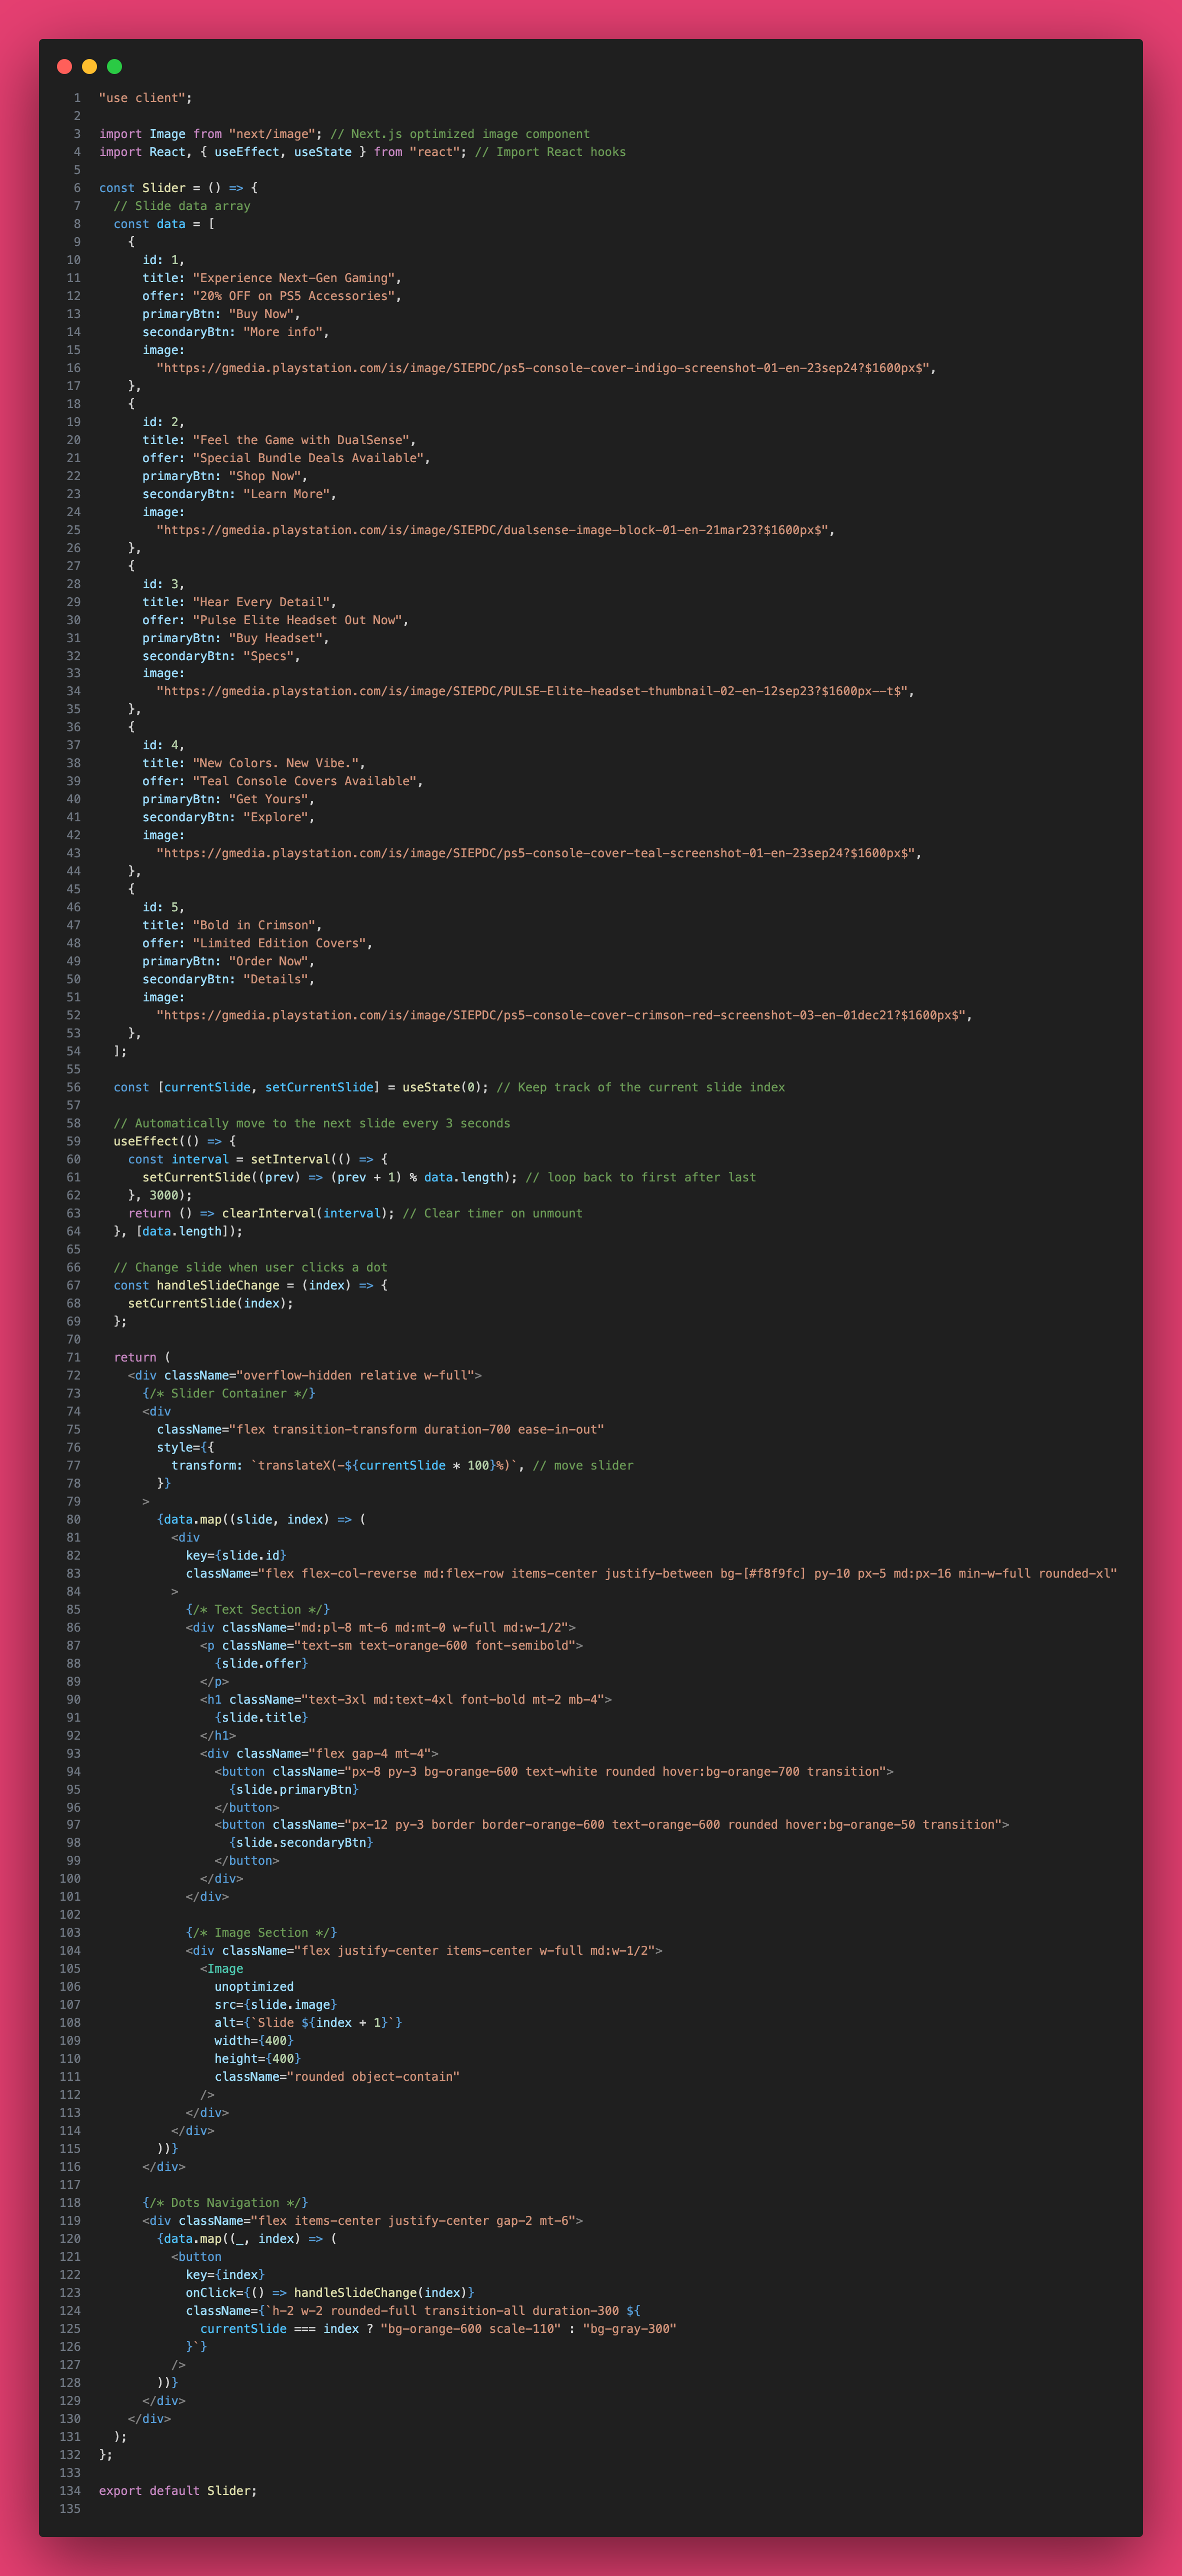 1 "use client";
2
3 import Image from "next/image"; // Next.js optimized image component
4 import React, { useEffect, useState } from "react"; // Import React hooks
5
6 const Slider = () => {
7   // Slide data array
8   const data = [
9     {
10       id: 1,
11       title: "Experience Next-Gen Gaming",
12       offer: "20% OFF on PS5 Accessories",
13       primaryBtn: "Buy Now",
14       secondaryBtn: "More info",
15       image:
16         "https://gmedia.playstation.com/is/image/SIEPDC/ps5-console-cover-indigo-screenshot-01-en-23sep24?$1600px$",
17     },
18     {
19       id: 2,
20       title: "Feel the Game with DualSense",
21       offer: "Special Bundle Deals Available",
22       primaryBtn: "Shop Now",
23       secondaryBtn: "Learn More",
24       image:
25         "https://gmedia.playstation.com/is/image/SIEPDC/dualsense-image-block-01-en-21mar23?$1600px$",
26     },
27     {
28       id: 3,
29       title: "Hear Every Detail",
30       offer: "Pulse Elite Headset Out Now",
31       primaryBtn: "Buy Headset",
32       secondaryBtn: "Specs",
33       image:
34         "https://gmedia.playstation.com/is/image/SIEPDC/PULSE-Elite-headset-thumbnail-02-en-12sep23?$1600px--t$",
35     },
36     {
37       id: 4,
38       title: "New Colors. New Vibe.",
39       offer: "Teal Console Covers Available",
40       primaryBtn: "Get Yours",
41       secondaryBtn: "Explore",
42       image:
43         "https://gmedia.playstation.com/is/image/SIEPDC/ps5-console-cover-teal-screenshot-01-en-23sep24?$1600px$",
44     },
45     {
46       id: 5,
47       title: "Bold in Crimson",
48       offer: "Limited Edition Covers",
49       primaryBtn: "Order Now",
50       secondaryBtn: "Details",
51       image:
52         "https://gmedia.playstation.com/is/image/SIEPDC/ps5-console-cover-crimson-red-screenshot-03-en-01dec21?$1600px$",
53     },
54   ];
55
56   const [currentSlide, setCurrentSlide] = useState(0); // Keep track of the current slide index
57
58   // Automatically move to the next slide every 3 seconds
59   useEffect(() => {
60     const interval = setInterval(() => {
61       setCurrentSlide((prev) => (prev + 1) % data.length); // loop back to first after last
62     }, 3000);
63     return () => clearInterval(interval); // Clear timer on unmount
64   }, [data.length]);
65
66   // Change slide when user clicks a dot
67   const handleSlideChange = (index) => {
68     setCurrentSlide(index);
69   };
70
71   return (
72     <div className="overflow-hidden relative w-full">
73       {/* Slider Container */}
74       <div
75         className="flex transition-transform duration-700 ease-in-out"
76         style={{
77           transform: `translateX(-${currentSlide * 100}%)`, // move slider
78         }}
79       >
80         {data.map((slide, index) => (
81           <div
82             key={slide.id}
83             className="flex flex-col-reverse md:flex-row items-center justify-between bg-[#f8f9fc] py-10 px-5 md:px-16 min-w-full rounded-xl"
84           >
85             {/* Text Section */}
86             <div className="md:pl-8 mt-6 md:mt-0 w-full md:w-1/2">
87               <p className="text-sm text-orange-600 font-semibold">
88                 {slide.offer}
89               </p>
90               <h1 className="text-3xl md:text-4xl font-bold mt-2 mb-4">
91                 {slide.title}
92               </h1>
93               <div className="flex gap-4 mt-4">
94                 <button className="px-8 py-3 bg-orange-600 text-white rounded hover:bg-orange-700 transition">
95                   {slide.primaryBtn}
96                 </button>
97                 <button className="px-12 py-3 border border-orange-600 text-orange-600 rounded hover:bg-orange-50 transition">
98                   {slide.secondaryBtn}
99                 </button>
100               </div>
101             </div>
102
103             {/* Image Section */}
104             <div className="flex justify-center items-center w-full md:w-1/2">
105               <Image
106                 unoptimized
107                 src={slide.image}
108                 alt={`Slide ${index + 1}`}
109                 width={400}
110                 height={400}
111                 className="rounded object-contain"
112               />
113             </div>
114           </div>
115         ))}
116       </div>
117
118       {/* Dots Navigation */}
119       <div className="flex items-center justify-center gap-2 mt-6">
120         {data.map((_, index) => (
121           <button
122             key={index}
123             onClick={() => handleSlideChange(index)}
124             className={`h-2 w-2 rounded-full transition-all duration-300 ${
125               currentSlide === index ? "bg-orange-600 scale-110" : "bg-gray-300"
126             }`}
127           />
128         ))}
129       </div>
130     </div>
131   );
132 };
133
134 export default Slider;
135